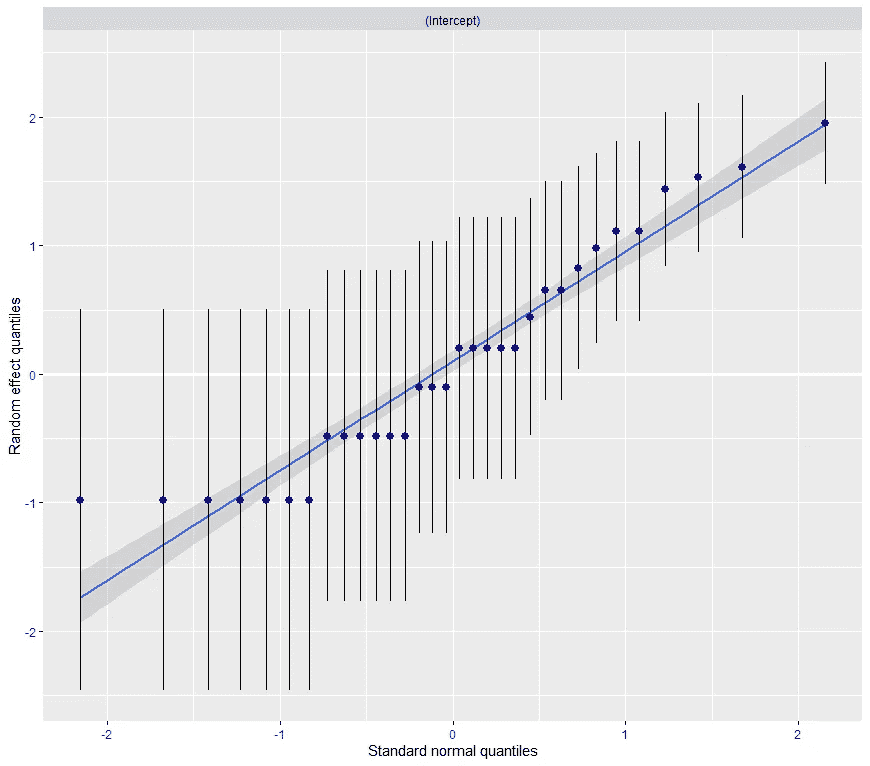 (Intercept)
2
1
0
-1
-2
Random effect quantiles
-2 -1 0 1 2
Standard normal quantiles